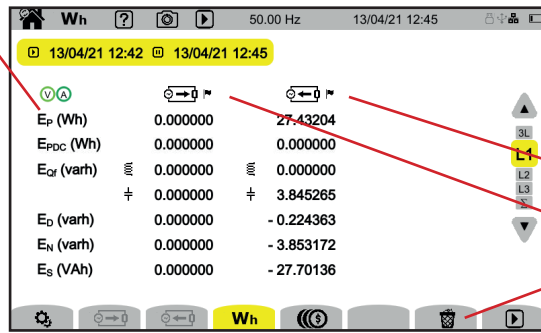 Wh ? 50.00 Hz 13/04/21 12:45
13/04/21 12:42 13/04/21 12:45
V A
EP (Wh) 0.000000 27.43204
3L
EPDC (Wh) 0.000000 0.000000
L1
EQf (varh) 0.000000 0.000000
L2
0.000000 3.845265
L3
Σ
ED (varh) 0.000000 - 0.224363
EN (varh) 0.000000 - 3.853172
ES (VAh) 0.000000 - 27.70136
Wh $